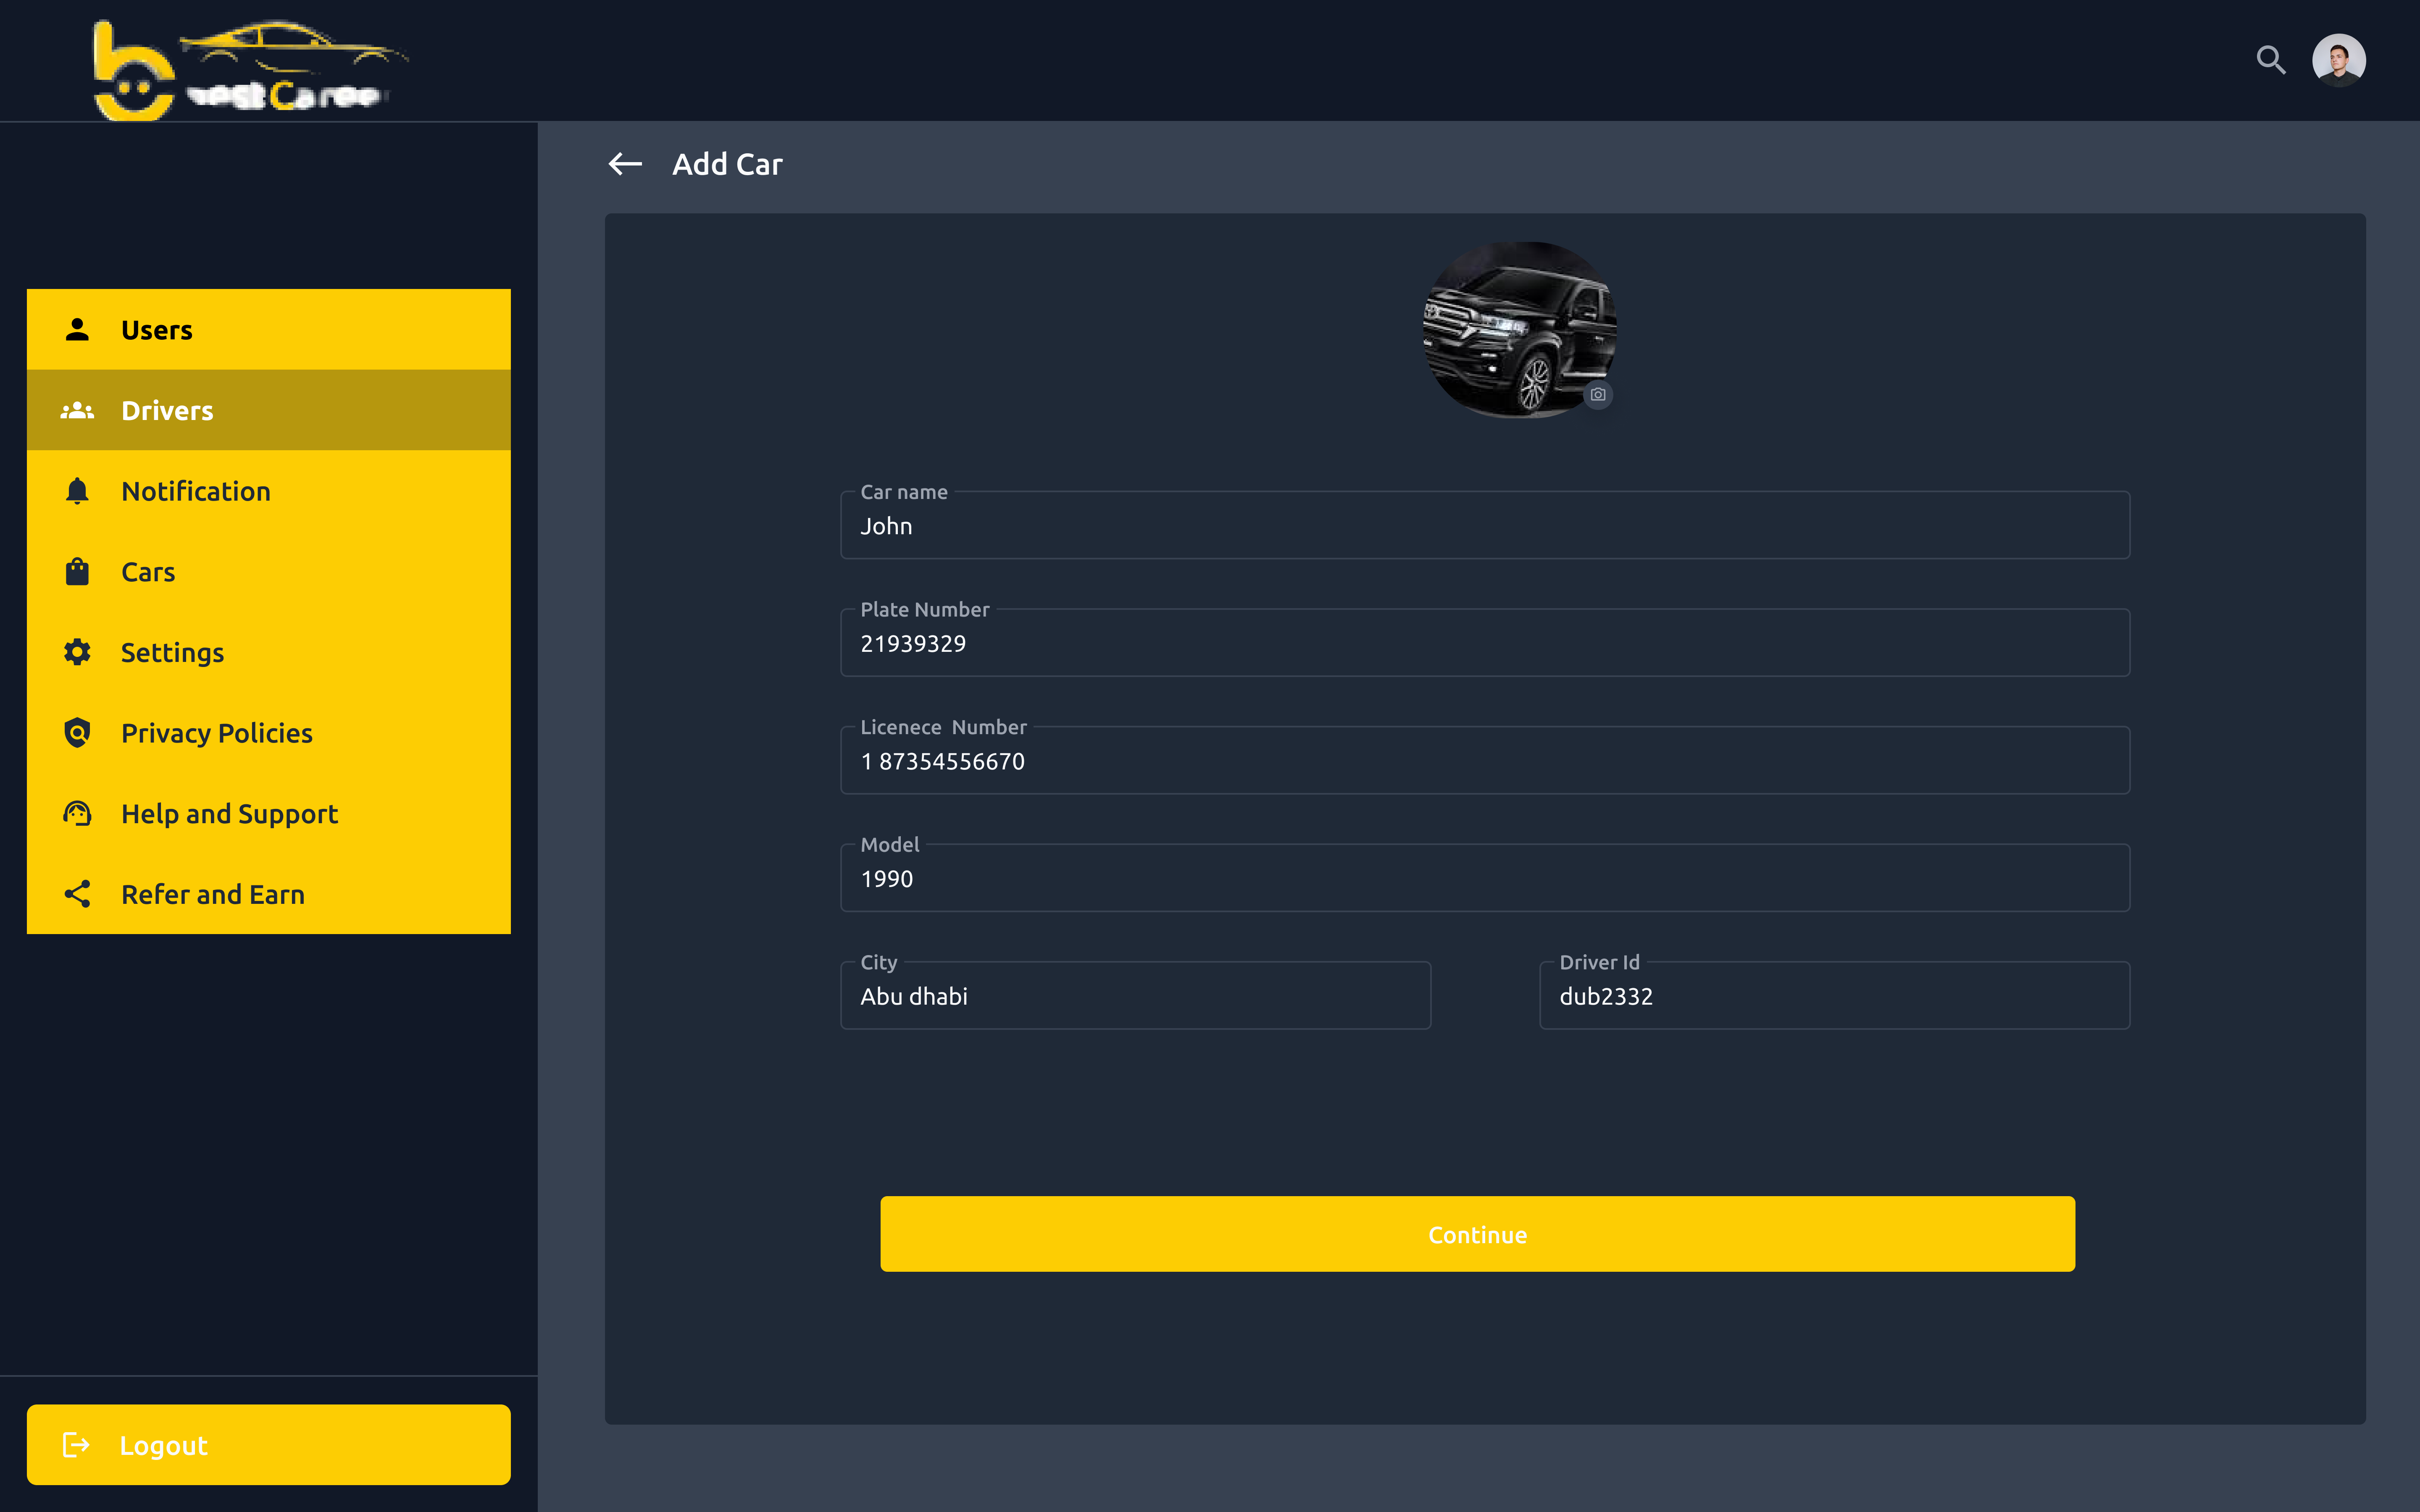 Add Car
Users
Drivers
Notification
Cars
Settings
Privacy Policies
Help and Support
Refer and Earn
Logout
Car name
John
Plate Number
21939329
Licenece  Number
1 87354556670
Model
1990
City
Abu dhabi
Driver Id
dub2332
Continue